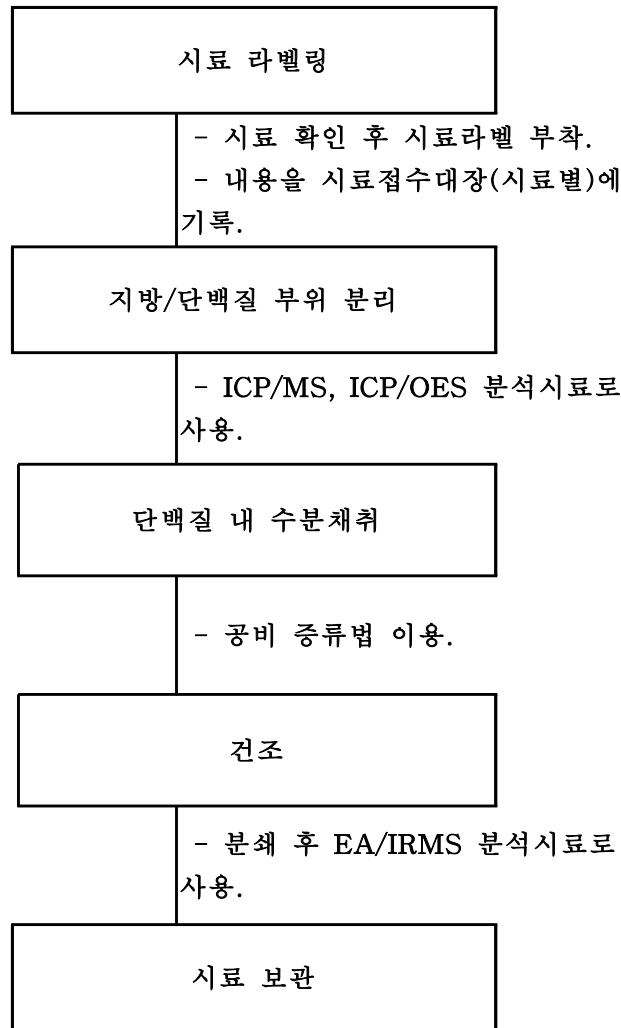 시료 라벨링
- 시료 확인 후 시료라벨 부착.
- 내용을 시료접수대장(시료별)에
기록.
지방/단백질 부위 분리
- ICP/MS, ICP/OES 분석시료로
사용.
단백질 내 수분채취
- 공비 증류법 이용.
건조
- 분쇄 후 EA/IRMS 분석시료로
사용.
시료 보관